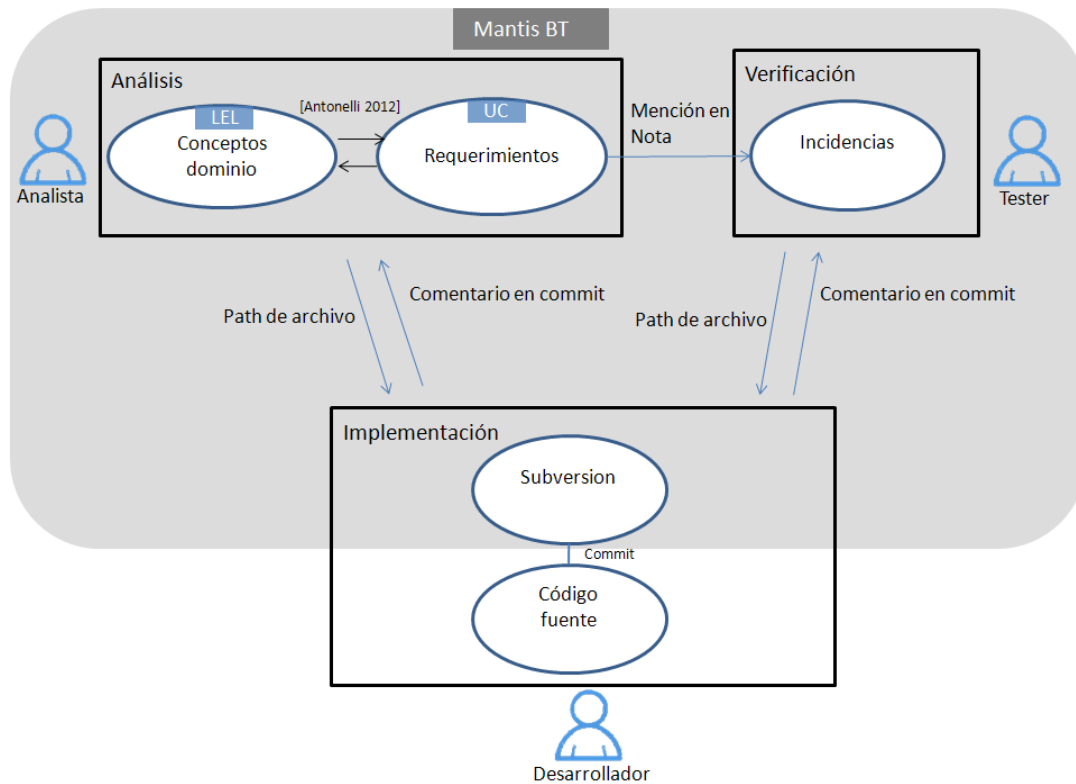 Mantis BT
Análisis
LEL
Conceptos
dominio
[Antonelli 2012]
UC
Requerimientos
Mención en
Nota
Verificación
Incidencias
Analista
Tester
Path de archivo
Comentario en commit
Path de archivo
Comentario en commit
Implementación
Subversion
Commit
Código
fuente
Desarrollador